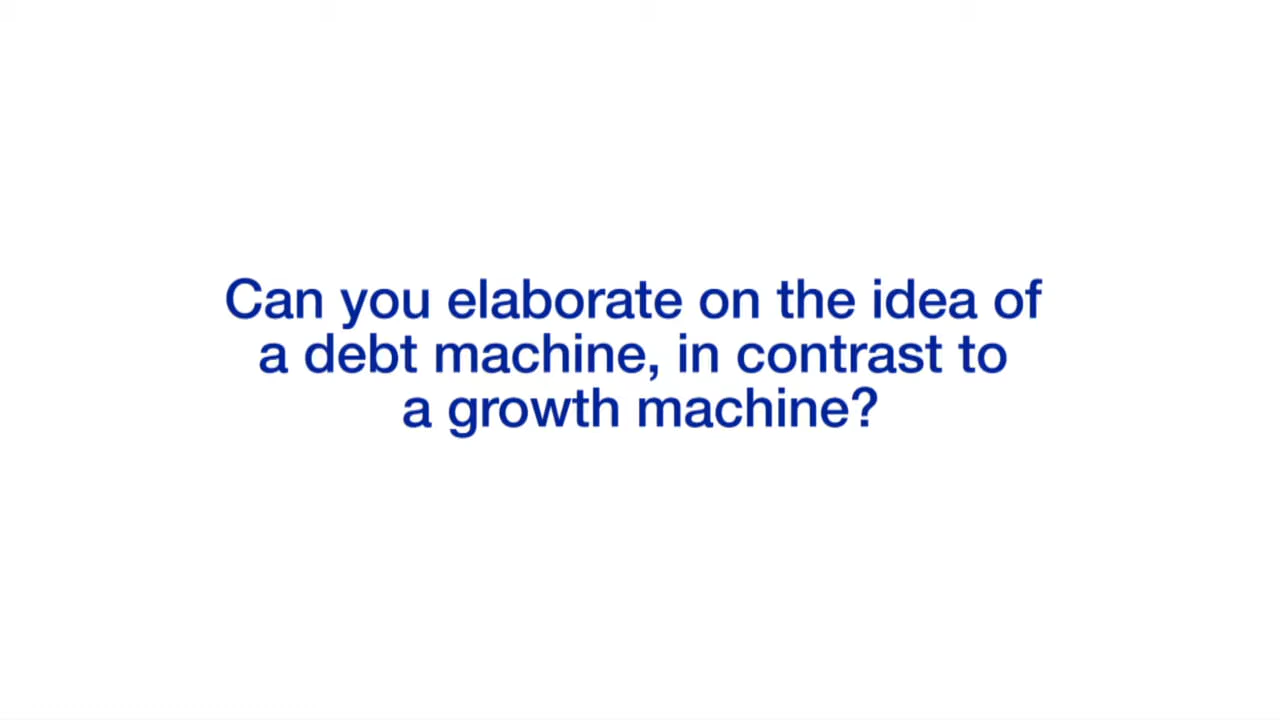 Can you elaborate on the idea of
a debt machine, in contrast to
a growth machine?